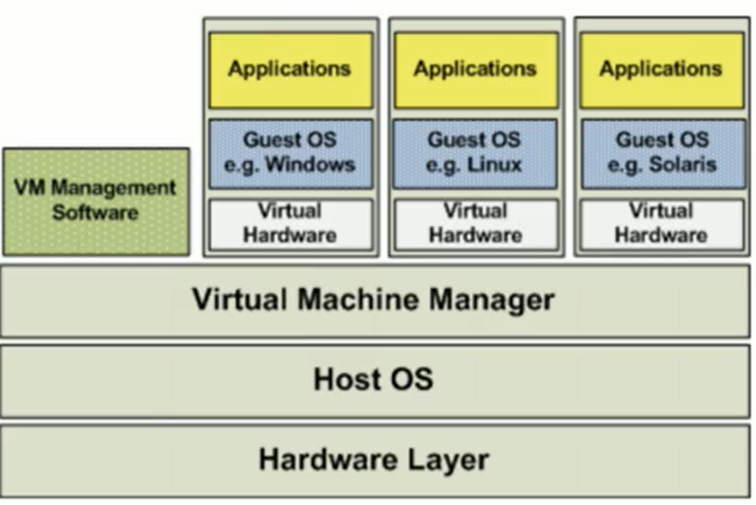 Applications
Applications
Applications
Guest OS
e.g. Windows
Guest OS
e.g. Linux
Guest OS
e.g. Solaris
VM Management
Software
Virtual
Hardware
Virtual
Hardware
Virtual
Hardware
Virtual Machine Manager
Host OS
Hardware Layer